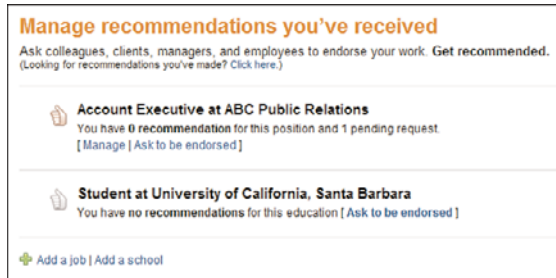 Manage recommendations you've received
Ask colleagues, clients, managers, and employees to endorse your work. Get recommended.
(Looking for recommendations you've made? Click here.)
Account Executive at ABC Public Relations
You have 0 recommendation for this position and 1 pending request.
[ Manage | Ask to be endorsed ]
Student at University of California, Santa Barbara
You have no recommendations for this education [ Ask to be endorsed ]
Add a job | Add a school